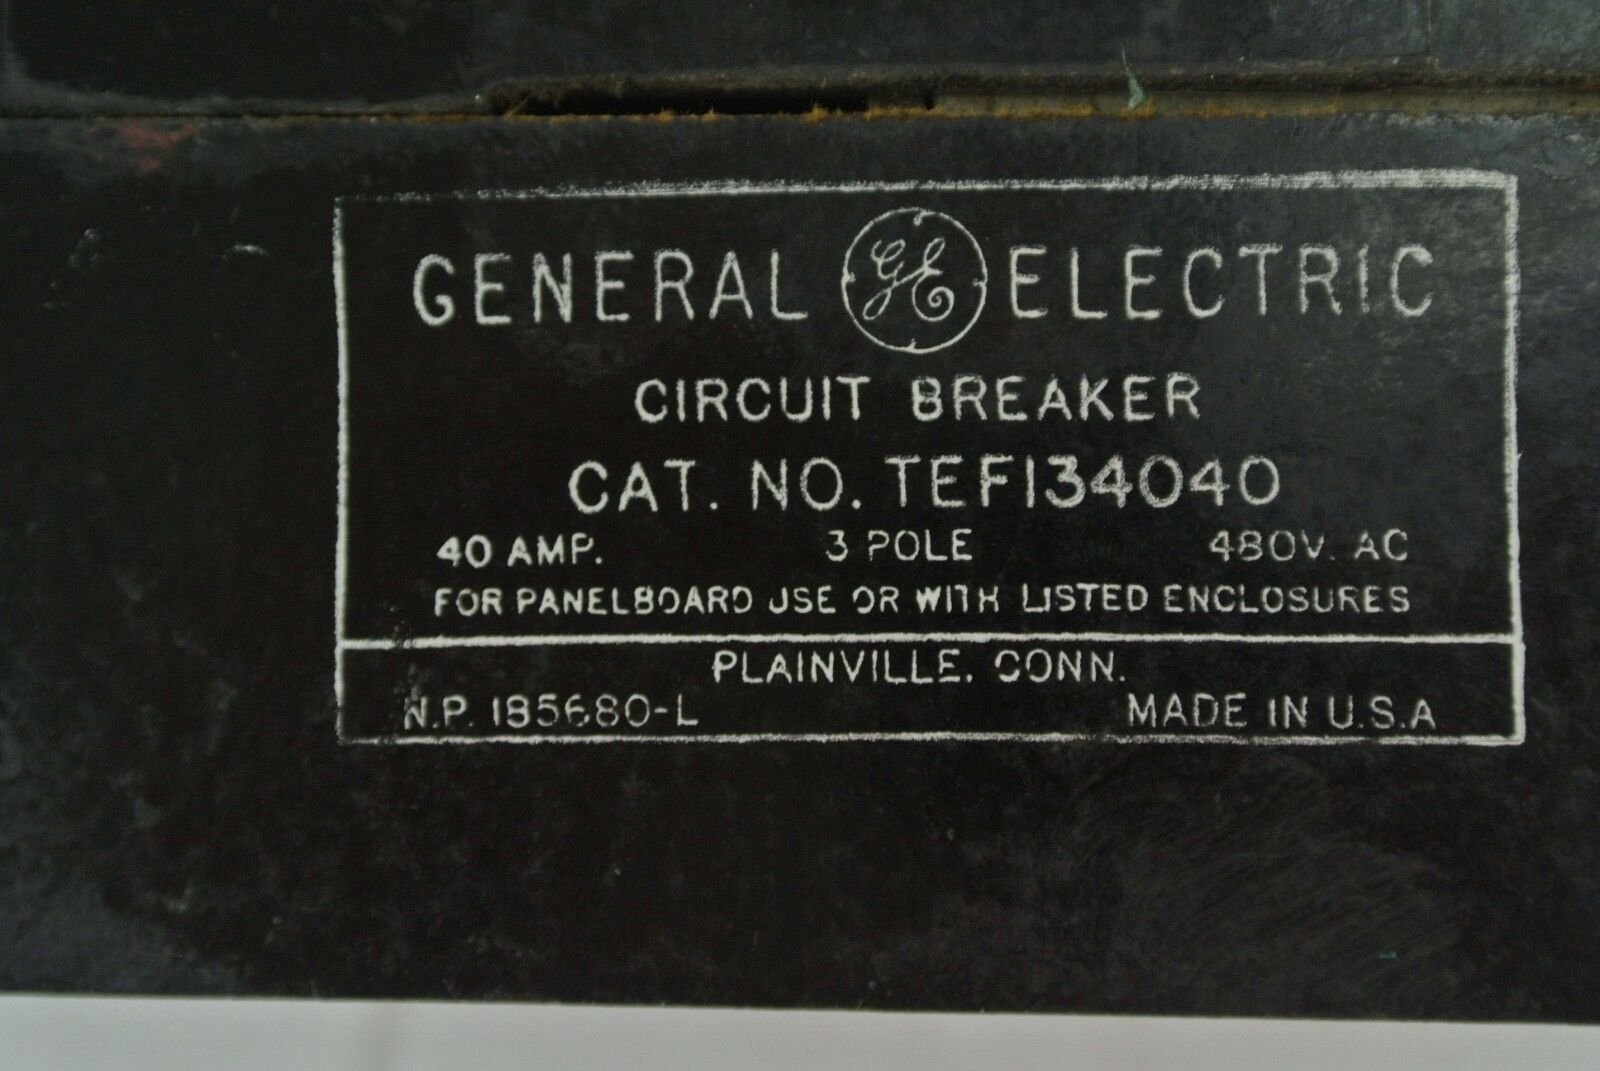 GENERAL GE ELECTRIC
CIRCUIT BREAKER
CAT. NO. TEF134040
40 AMP. 3 POLE 480V. AC
FOR PANELBOARD USE OR WITH LISTED ENCLOSURES
PLAINVILLE, CONN.
N.P. 185680-L MADE IN U.S.A